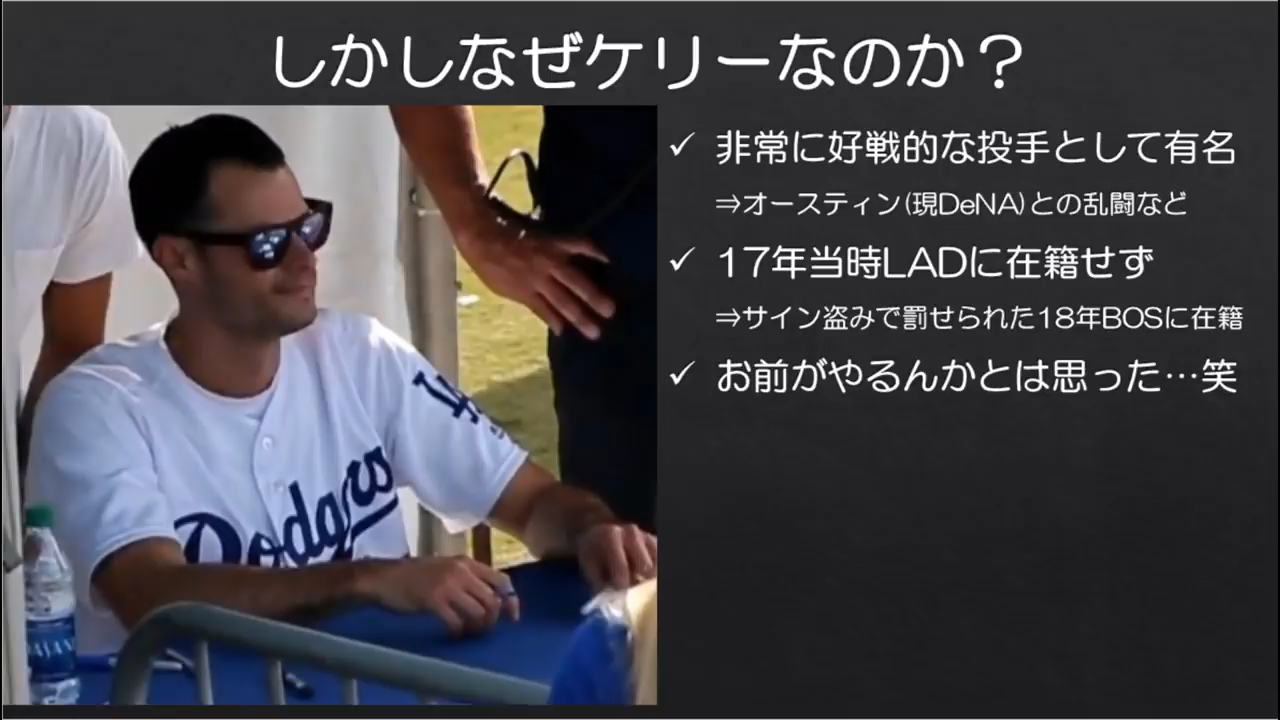 しかしなぜケリーなのか？
✓ 非常に好戦的な投手として有名
⇒オースティン(現DeNA)との乱闘など
✓ 17年当時LADに在籍せず
⇒サイン盗みで罰せられた18年BOSに在籍
✓ お前がやるんかとは思った…笑
LA
Dodgers